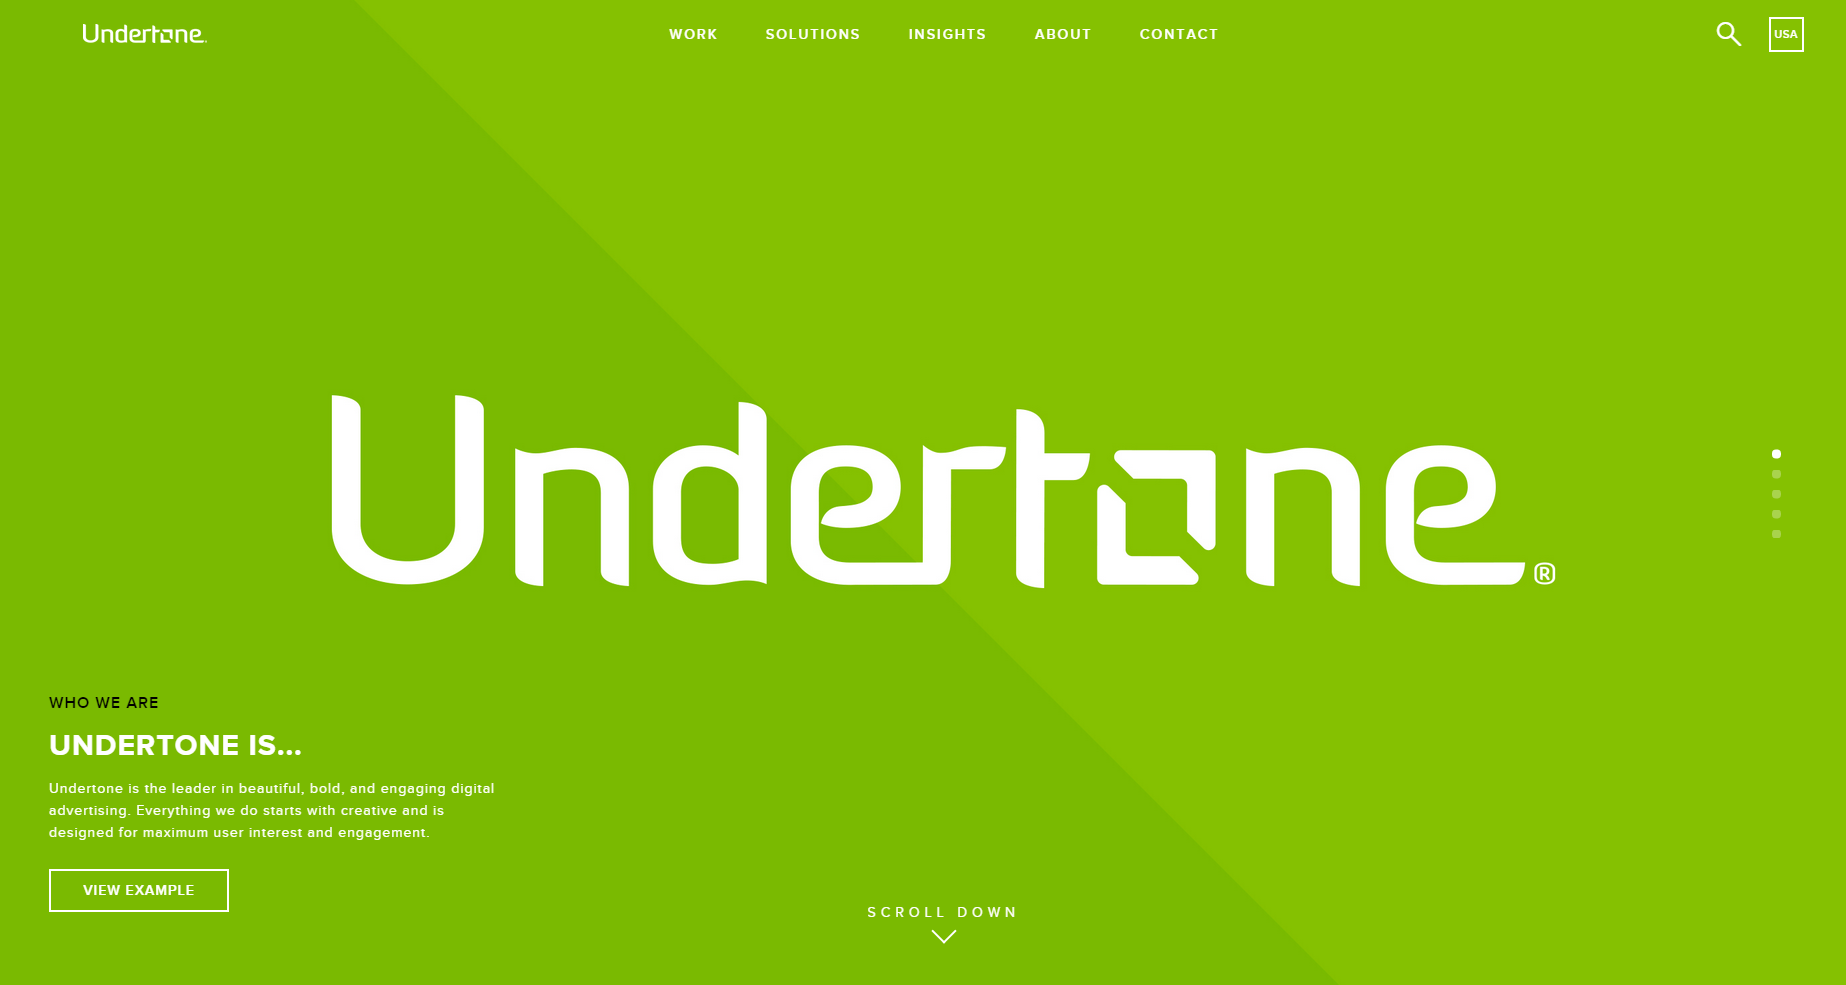 Undertone
WORK SOLUTIONS INSIGHTS ABOUT CONTACT
USA
Undertone®
WHO WE ARE
UNDERTONE IS...
Undertone is the leader in beautiful, bold, and engaging digital
advertising. Everything we do starts with creative and is
designed for maximum user interest and engagement.
VIEW EXAMPLE
SCROLL DOWN